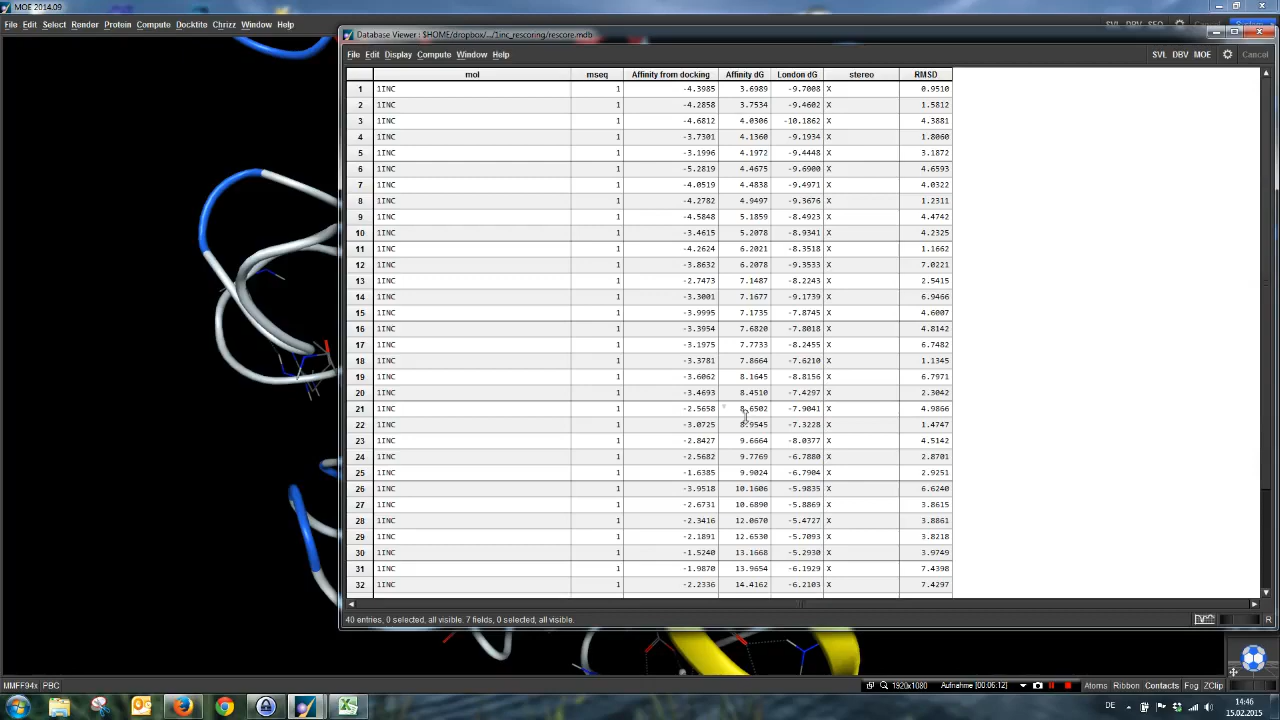 MOE 2014.09
File Edit Select Render Protein Compute Docktite Chrizz Window Help
Database Viewer : $HOME/dropbox/.../1inc_rescoring/rescore.mdb
File Edit Display Compute Window Help SVL DBV MOE Cancel
mol mseq Affinity from docking Affinity dG London dG stereo RMSD
1 1INC 1 -4.3985 3.6989 -9.7008 X 0.9510
2 1INC 1 -4.2858 3.7534 -9.4602 X 1.5812
3 1INC 1 -4.6812 4.0306 -10.1862 X 4.3881
4 1INC 1 -3.7301 4.1360 -9.1934 X 1.8060
5 1INC 1 -3.1996 4.1972 -9.4448 X 3.1872
6 1INC 1 -5.2819 4.4675 -9.6900 X 4.6593
7 1INC 1 -4.0519 4.4838 -9.4971 X 4.0322
8 1INC 1 -4.2782 4.9497 -9.3676 X 1.2311
9 1INC 1 -4.5848 5.1859 -8.4923 X 4.4742
10 1INC 1 -3.4615 5.2078 -8.9341 X 4.2325
11 1INC 1 -4.2624 6.2021 -8.3518 X 1.1662
12 1INC 1 -3.8632 6.2078 -9.3533 X 7.0221
13 1INC 1 -2.7473 7.1487 -8.2243 X 2.5415
14 1INC 1 -3.3001 7.1677 -9.1739 X 6.9466
15 1INC 1 -3.9995 7.1735 -7.8745 X 4.6007
16 1INC 1 -3.3954 7.6820 -7.8018 X 4.8142
17 1INC 1 -3.1975 7.7733 -8.2455 X 6.7482
18 1INC 1 -3.3781 7.8664 -7.6210 X 1.1345
19 1INC 1 -3.6062 8.1645 -8.8156 X 6.7971
20 1INC 1 -3.4693 8.4510 -7.4297 X 2.3042
21 1INC 1 -2.5658 8.6502 -7.9041 X 4.9866
22 1INC 1 -3.0725 8.9545 -7.3228 X 1.4747
23 1INC 1 -2.8427 9.6664 -8.0377 X 4.5142
24 1INC 1 -2.5682 9.7769 -6.7880 X 2.8701
25 1INC 1 -1.6385 9.9024 -6.7904 X 2.9251
26 1INC 1 -3.9518 10.1606 -5.9835 X 6.6240
27 1INC 1 -2.6731 10.6890 -5.8869 X 3.8615
28 1INC 1 -2.3416 12.0670 -5.4727 X 3.8861
29 1INC 1 -2.1891 12.6530 -5.7093 X 3.8218
30 1INC 1 -1.5240 13.1668 -5.2930 X 3.9749
31 1INC 1 -1.9870 13.9654 -6.1929 X 7.4398
32 1INC 1 -2.2336 14.4162 -6.2103 X 7.4297
40 entries, 0 selected, all visible. 7 fields, 0 selected, all visible. R
MMFF94x PBC 1920x1080 Aufnahme [00:06:12] Atoms Ribbon Contacts Fog ZClip
DE 14:46
15.02.2015